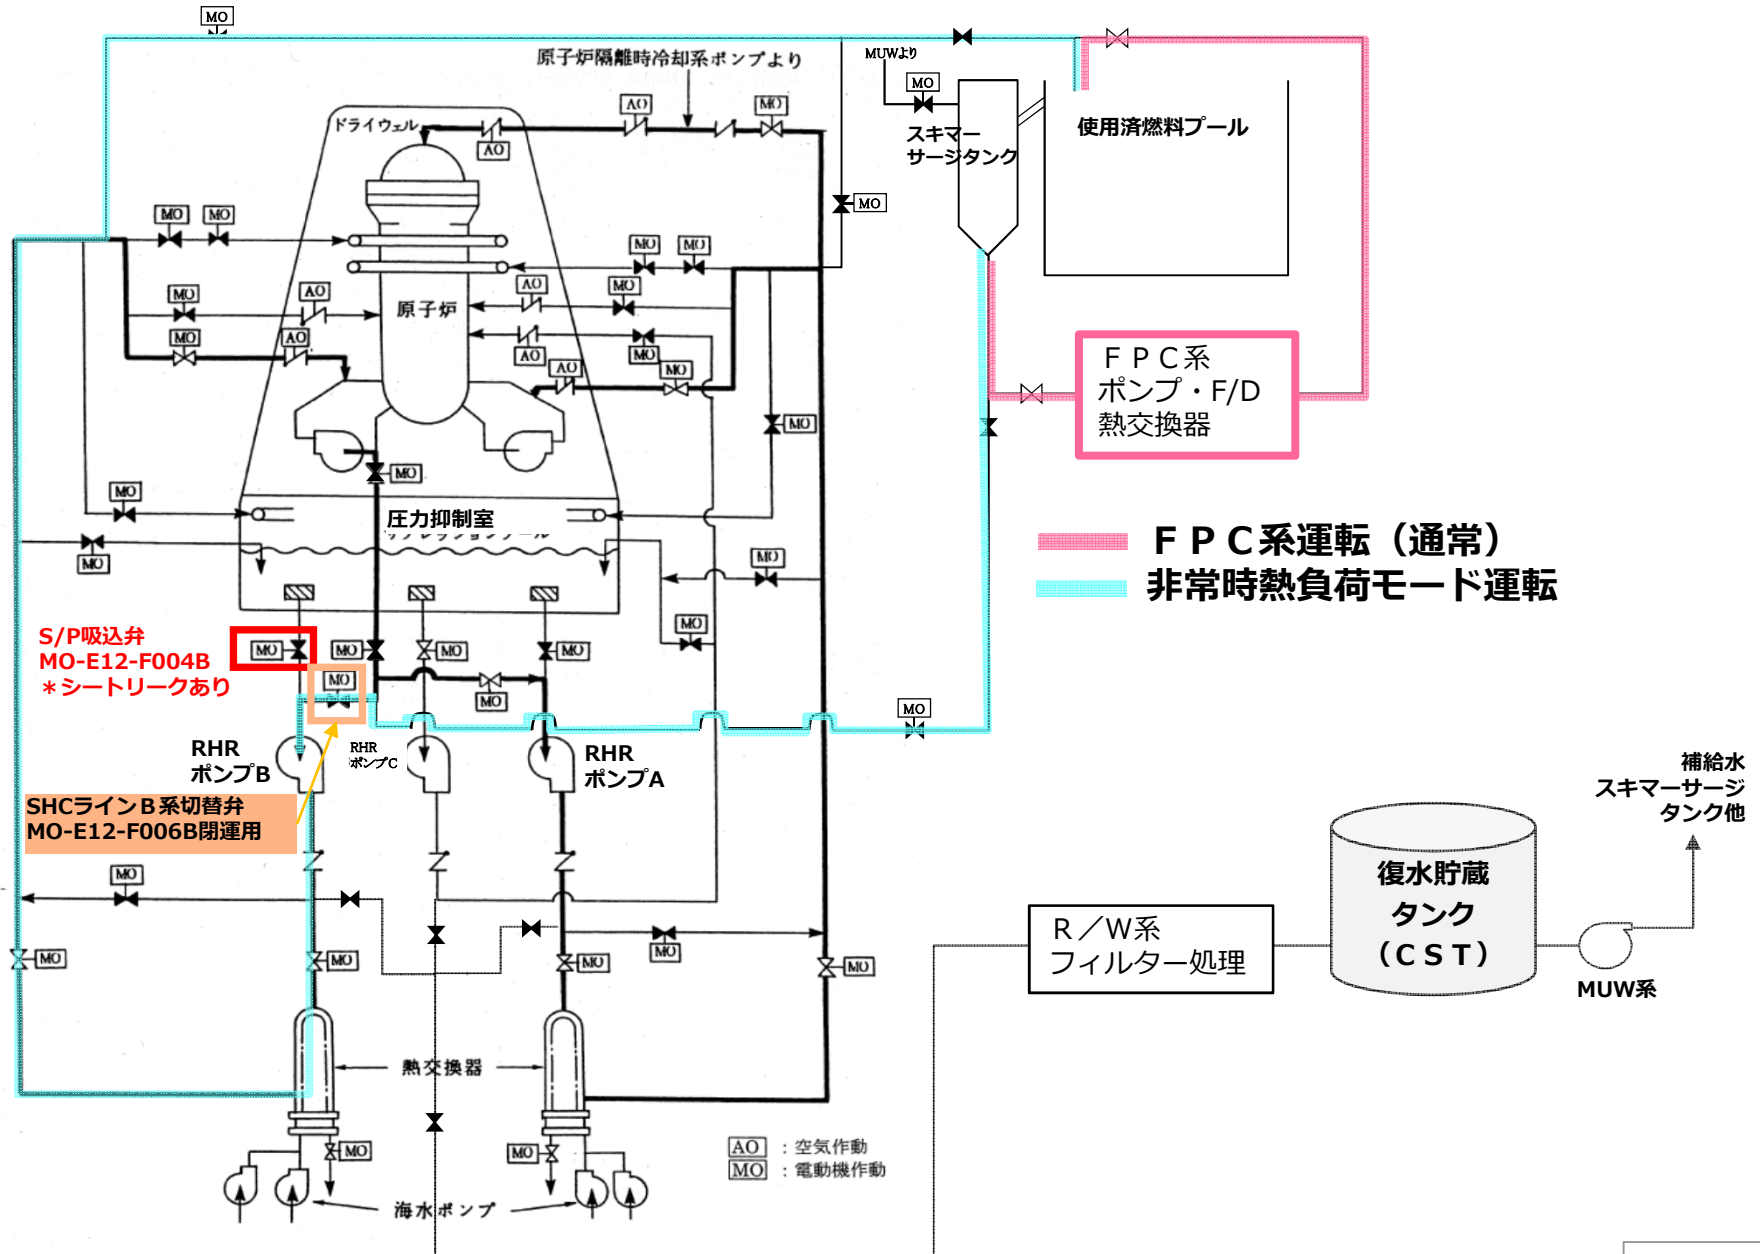 MO
原子炉隔離時冷却系ポンプより
MUWより
MO
AO
MO
ドライウェル
AO
スキマー
サージタンク
使用済燃料プール
MO
MO
MO
MO
MO
AO
MO
MO
AO
原子炉
MO
AO
AO
MO
AO
MO
ＦＰＣ系
ポンプ・F/D
熱交換器
MO
MO
MO
圧力抑制室
MO
MO
ＦＰＣ系運転（通常）
非常時熱負荷モード運転
S/P吸込弁
MO-E12-F004B
＊シートリークあり
MO
MO
MO
MO
MO
MO
MO
MO
RHR
ポンプB
RHR
ポンプC
RHR
ポンプA
SHCラインＢ系切替弁
MO-E12-F006B閉運用
補給水
スキマーサージ
タンク他
MO
復水貯蔵
タンク
（ＣＳＴ）
Ｒ／W系
フィルター処理
MUW系
MO
MO
MO
MO
MO
熱交換器
MO
MO
AO ：空気作動
MO ：電動機作動
海水ポンプ